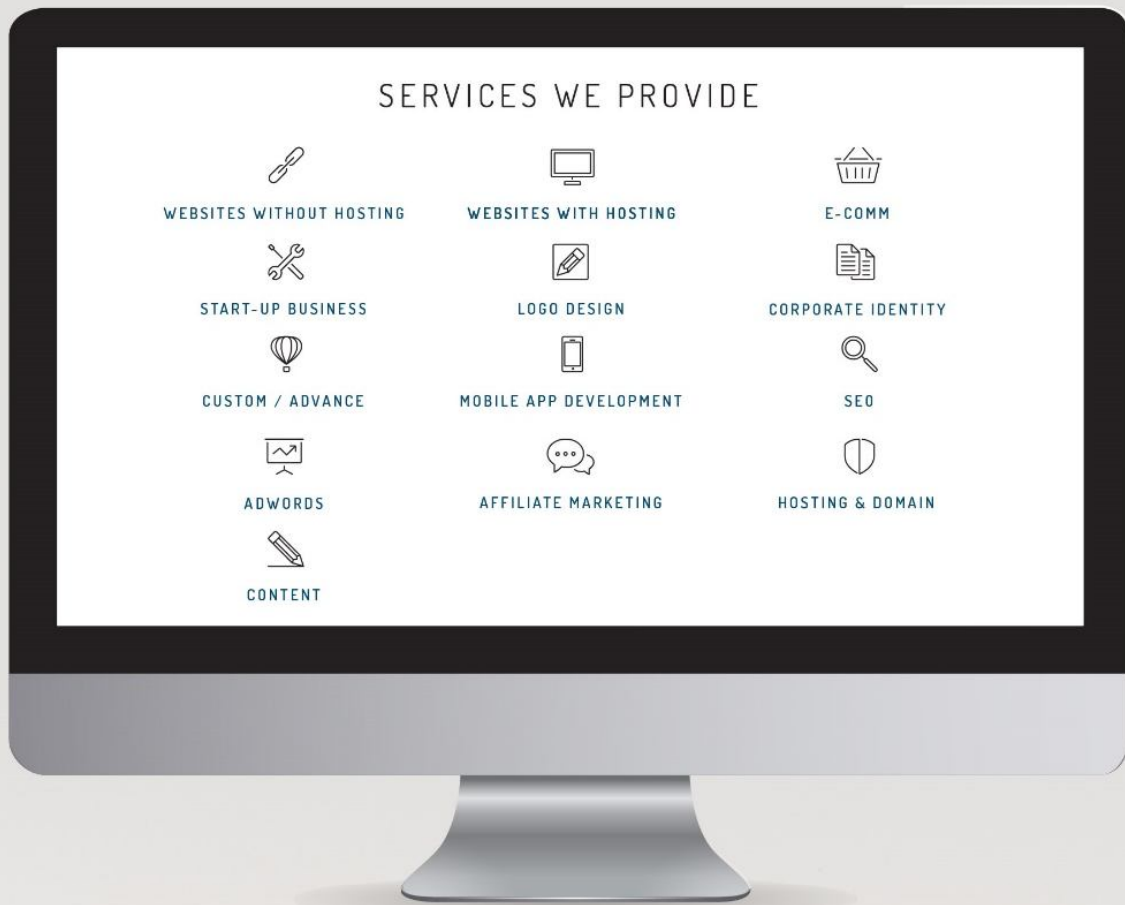 SERVICES WE PROVIDE
WEBSITES WITHOUT HOSTING
WEBSITES WITH HOSTING
E-COMM
START-UP BUSINESS
LOGO DESIGN
CORPORATE IDENTITY
CUSTOM / ADVANCE
MOBILE APP DEVELOPMENT
SEO
ADWORDS
AFFILIATE MARKETING
HOSTING & DOMAIN
CONTENT